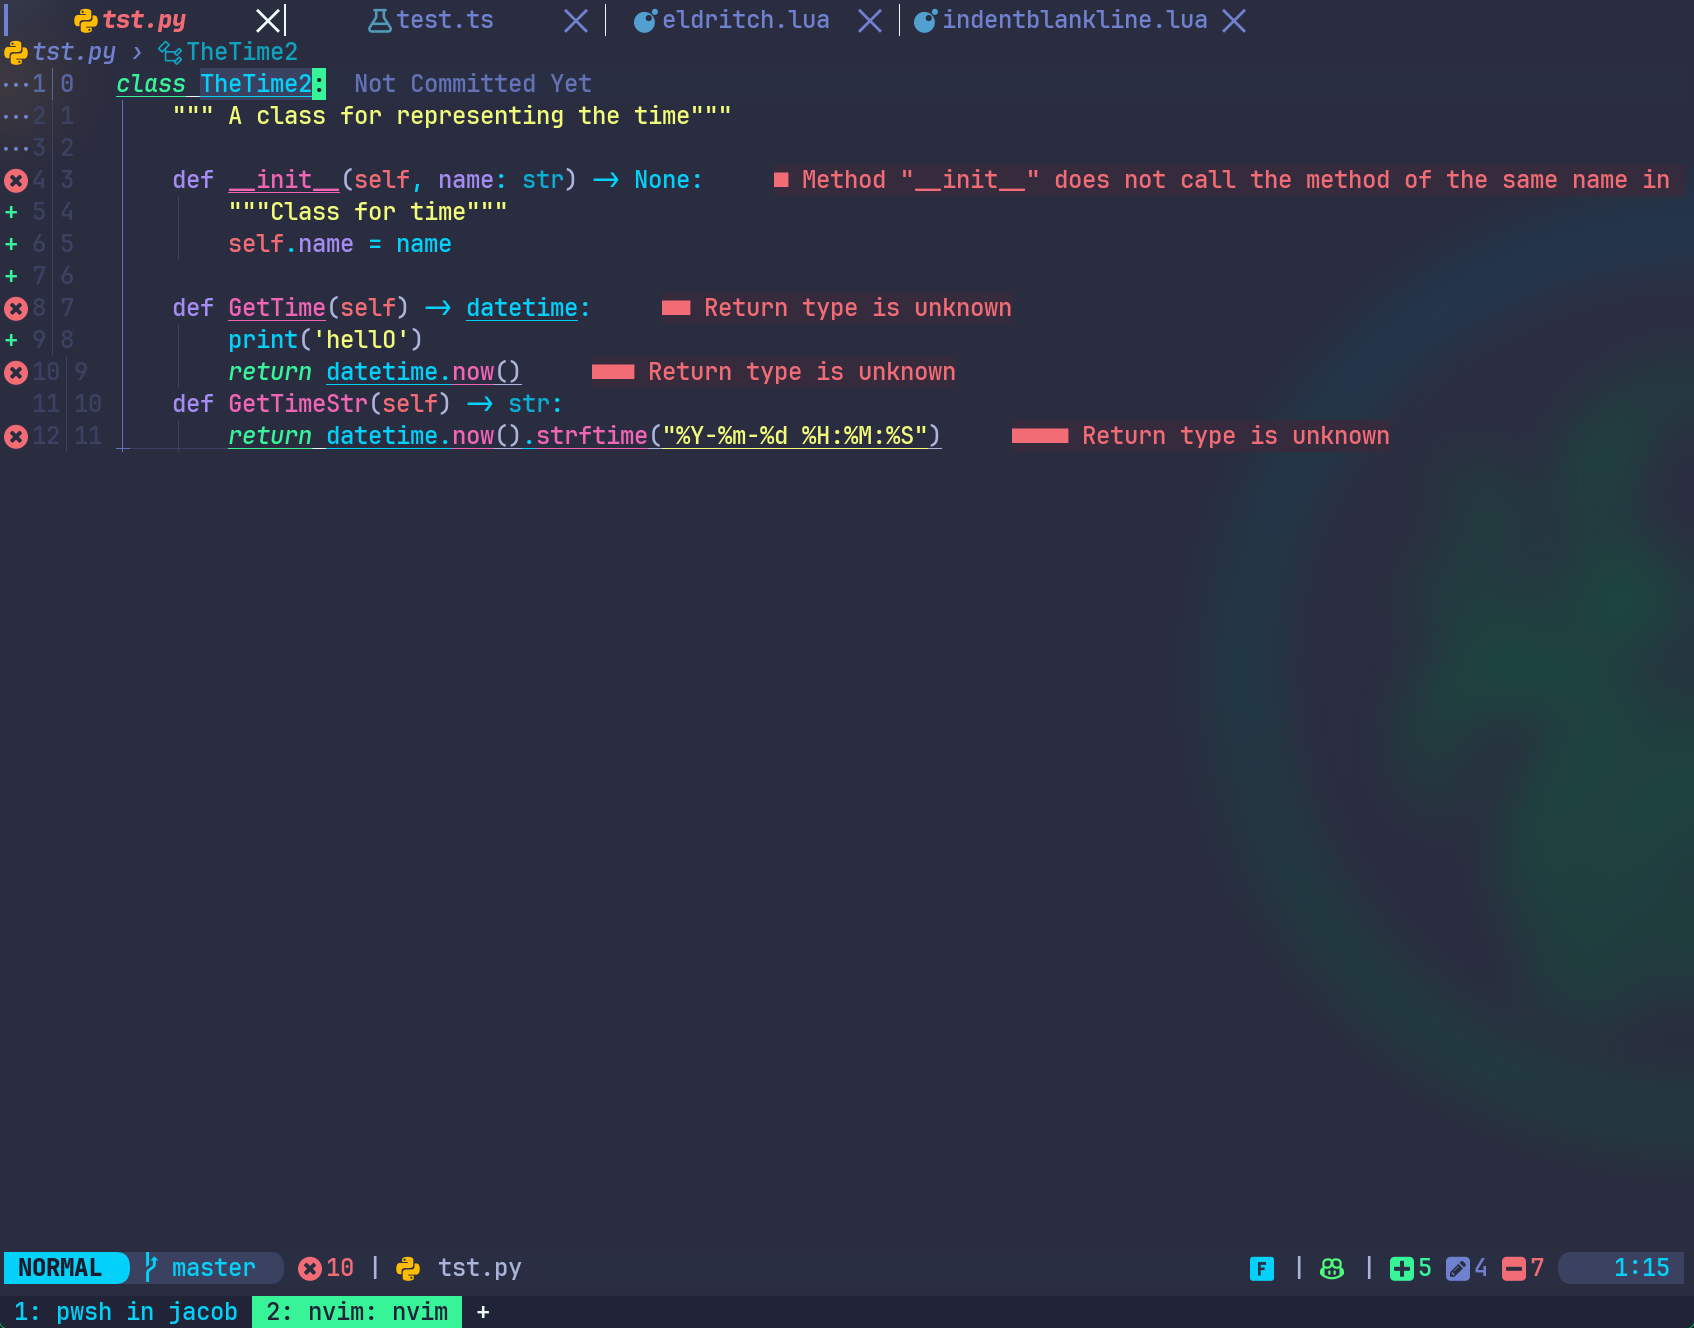 tst.py test.ts eldritch.lua indentblankline.lua
tst.py › TheTime2
···1 0 class TheTime2: Not Committed Yet
···2 1 """ A class for representing the time"""
···3 2
4 3 def __init__(self, name: str) -> None: ■ Method "__init__" does not call the method of the same name in
+ 5 4 """Class for time"""
+ 6 5 self.name = name
+ 7 6
8 7 def GetTime(self) -> datetime: ■■ Return type is unknown
+ 9 8 print('hellO')
10 9 return datetime.now() ■■■ Return type is unknown
11 10 def GetTimeStr(self) -> str:
12 11 return datetime.now().strftime("%Y-%m-%d %H:%M:%S") ■■■■ Return type is unknown
NORMAL master 10 | tst.py F | | 5 4 7 1:15
1: pwsh in jacob 2: nvim: nvim +